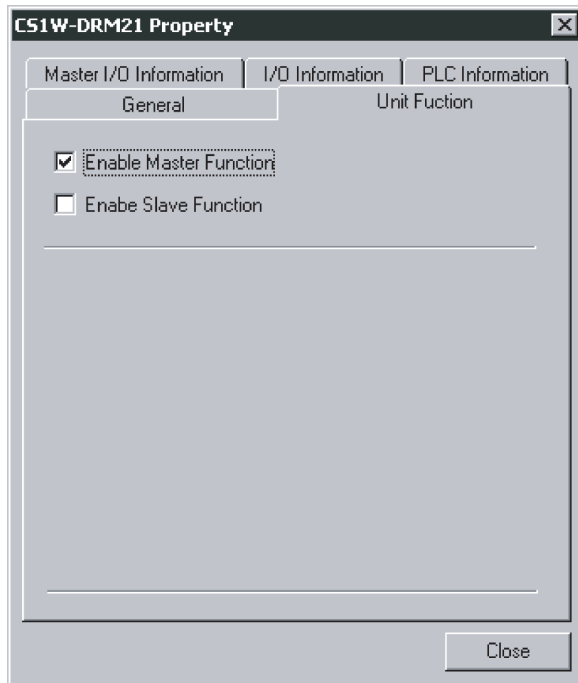 CS1W-DRM21 Property
Master I/O Information I/O Information PLC Information
General Unit Fuction
Enable Master Function
Enabe Slave Function
Close